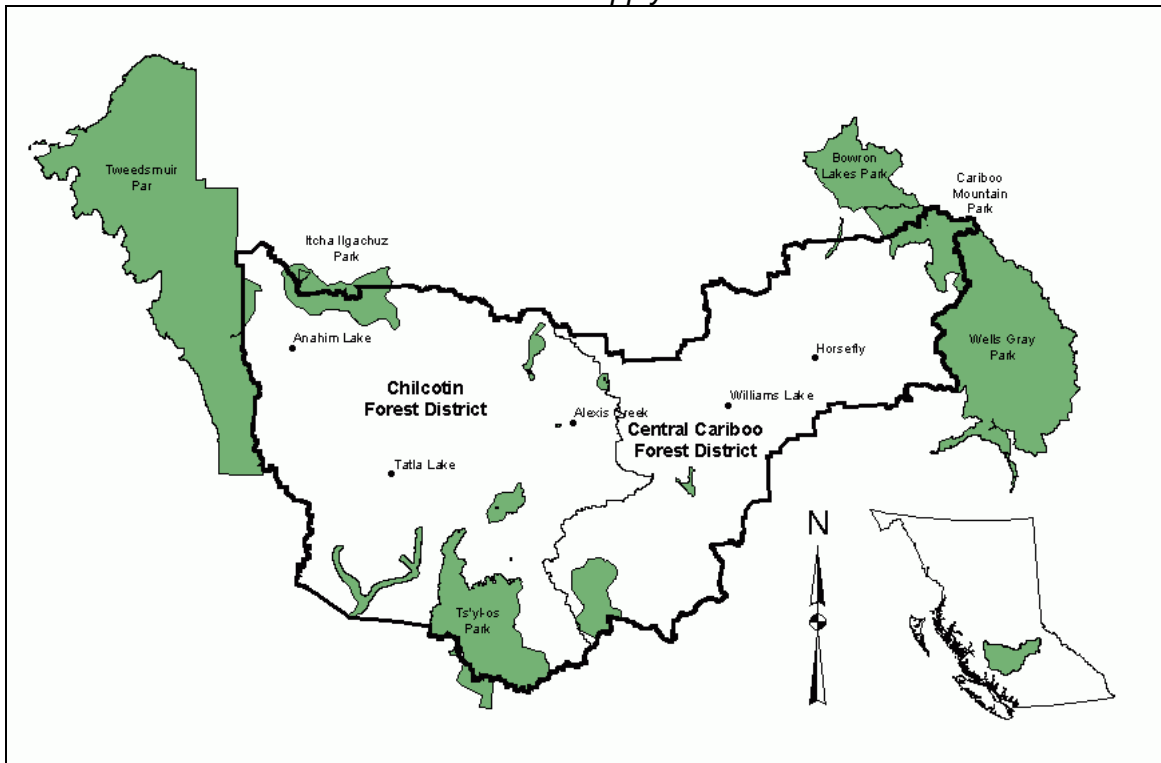 Tweedsmuir
Par
Bowron
Lakes Park
Cariboo
Mountain
Park
Itcha Ilgachuz
Park
Anahim Lake
Horsefly
Wells Gray
Park
Chilcotin
Forest District
Williams Lake
Alexis Creek
Central Cariboo
Forest District
Tatla Lake
N
Ts'yl-os
Park